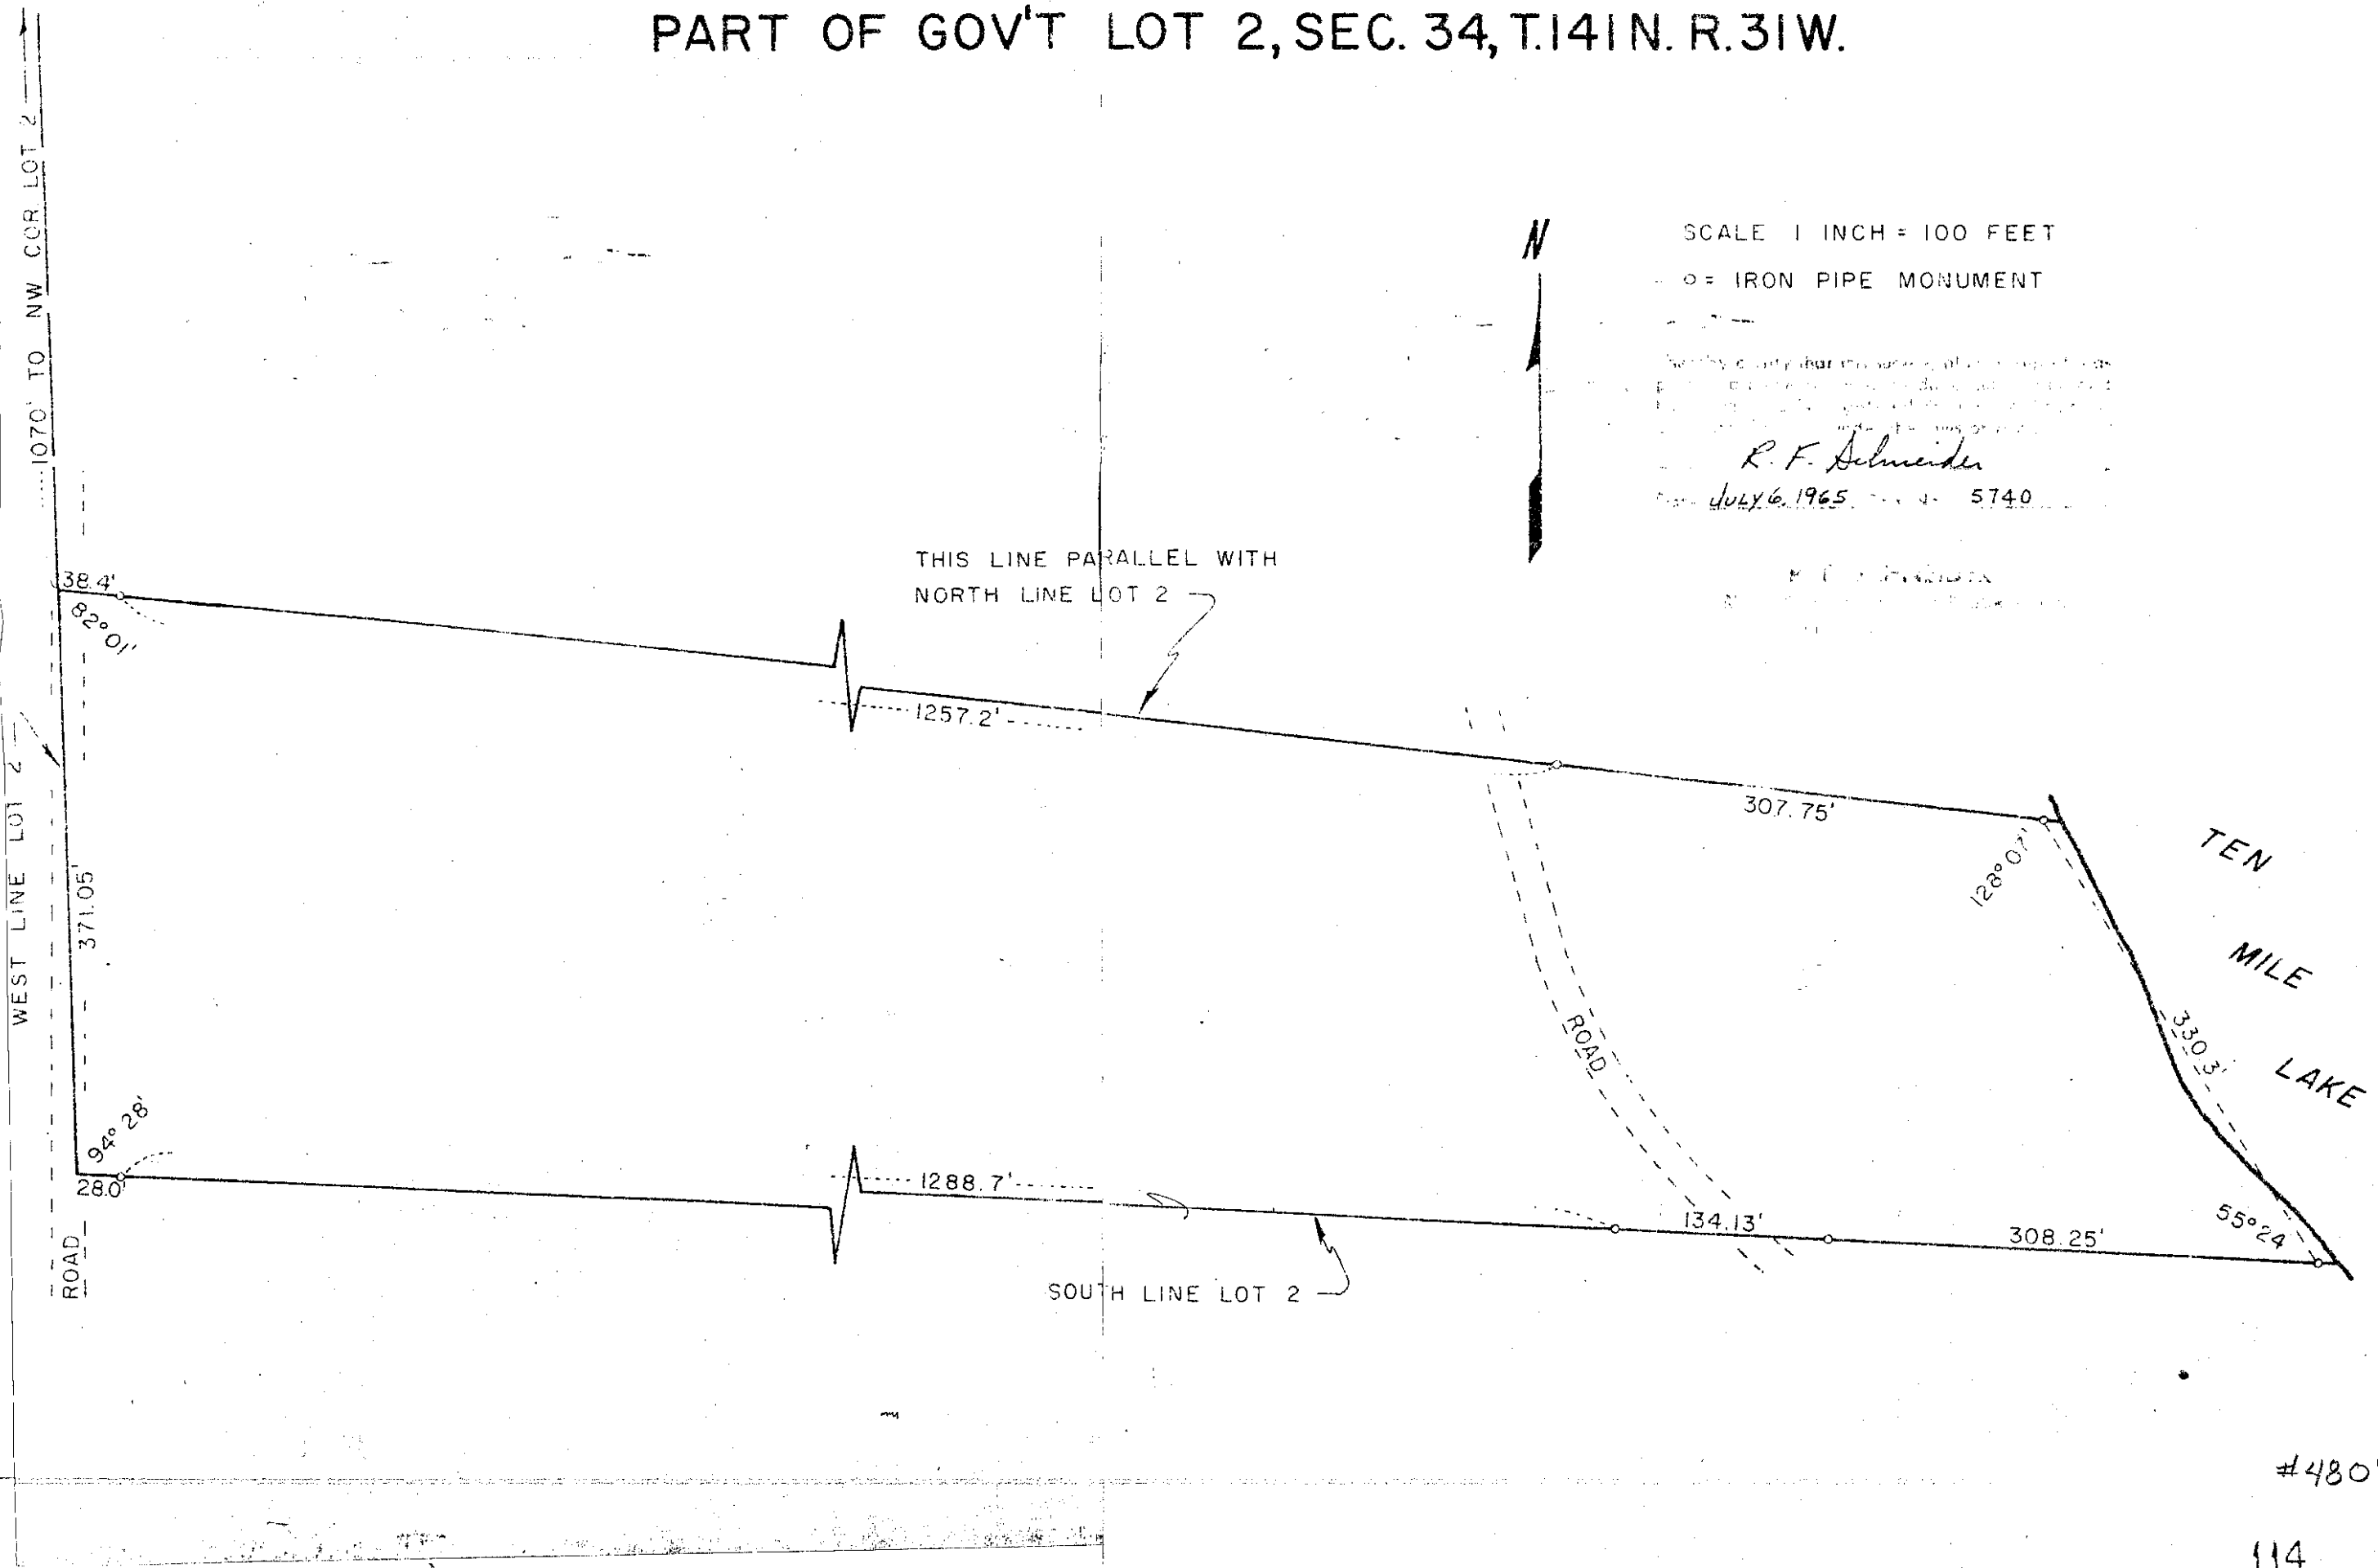 PART OF GOV'T LOT 2, SEC. 34, T.141N. R.31W.
1070' TO NW COR. LOT 2
N
SCALE 1 INCH = 100 FEET
o = IRON PIPE MONUMENT
R. F. Schneider
JULY 6, 1965 5740
THIS LINE PARALLEL WITH
NORTH LINE LOT 2
38.4'
82° 01'
1257.2'
307.75'
128° 07'
TEN
MILE
LAKE
330.3'
WEST LINE LOT 2
371.05'
ROAD
94° 28'
28.0'
1288.7'
134.13'
308.25'
55° 24
ROAD
SOUTH LINE LOT 2
#480
114